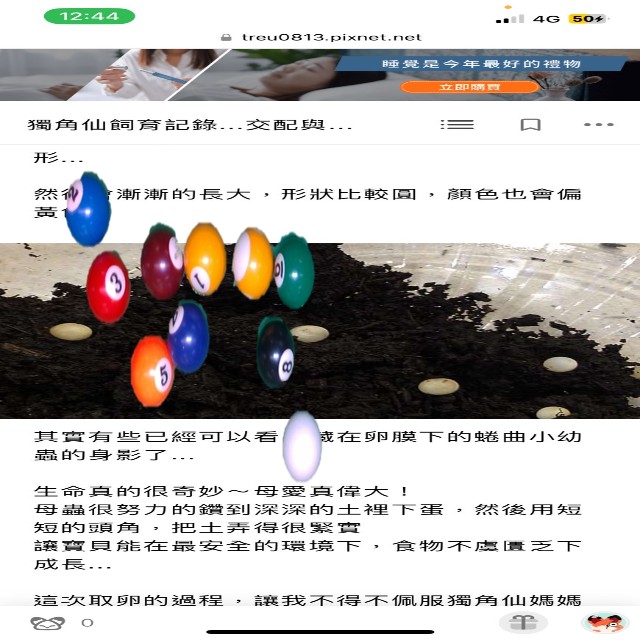 12:44
4G 50
treu0813.pixnet.net
睡覺是今年最好的禮物
立即購買
獨角仙飼育記錄...交配與...
形...
然 會漸漸的長大，形狀比較圓，顏色也會偏
黃
2
3
1
5
8
其實有些已經可以看 藏在卵膜下的蜷曲小幼
蟲的身影了...
生命真的很奇妙～母愛真偉大！
母蟲很努力的鑽到深深的土裡下蛋，然後用短
短的頭角，把土弄得很緊實
讓寶貝能在最安全的環境下，食物不虞匱乏下
成長...
這次取卵的過程，讓我不得不佩服獨角仙媽媽
0